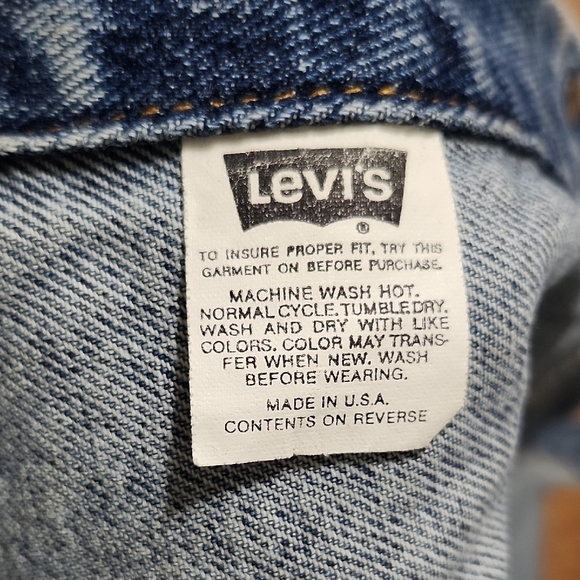 LeVI'S
®
TO INSURE PROPER FIT, TRY THIS
GARMENT ON BEFORE PURCHASE.
MACHINE WASH HOT.
NORMAL CYCLE. TUMBLE DRY.
WASH AND DRY WITH LIKE
COLORS. COLOR MAY TRANS-
FER WHEN NEW. WASH
BEFORE WEARING.
MADE IN U.S.A.
CONTENTS ON REVERSE